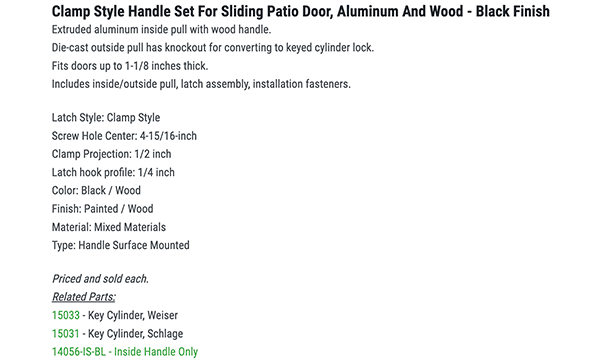 Clamp Style Handle Set For Sliding Patio Door, Aluminum And Wood - Black Finish
Extruded aluminum inside pull with wood handle.
Die-cast outside pull has knockout for converting to keyed cylinder lock.
Fits doors up to 1-1/8 inches thick.
Includes inside/outside pull, latch assembly, installation fasteners.
Latch Style: Clamp Style
Screw Hole Center: 4-15/16-inch
Clamp Projection: 1/2 inch
Latch hook profile: 1/4 inch
Color: Black / Wood
Finish: Painted / Wood
Material: Mixed Materials
Type: Handle Surface Mounted
Priced and sold each.
Related Parts:
15033 - Key Cylinder, Weiser
15031 - Key Cylinder, Schlage
14056-IS-BL - Inside Handle Only